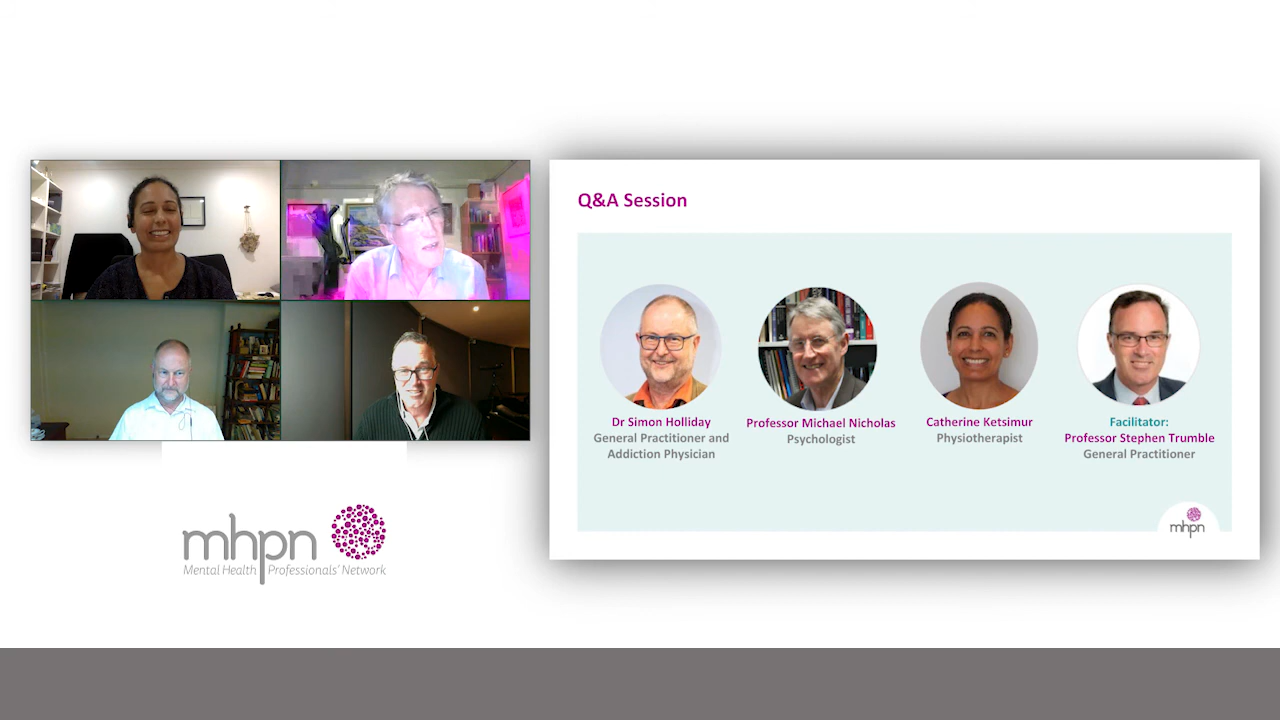 Q&A Session
Dr Simon Holliday
General Practitioner and
Addiction Physician
Professor Michael Nicholas
Psychologist
Catherine Ketsimur
Physiotherapist
Facilitator:
Professor Stephen Trumble
General Practitioner
mhpn
mhpn
Mental Health Professionals' Network